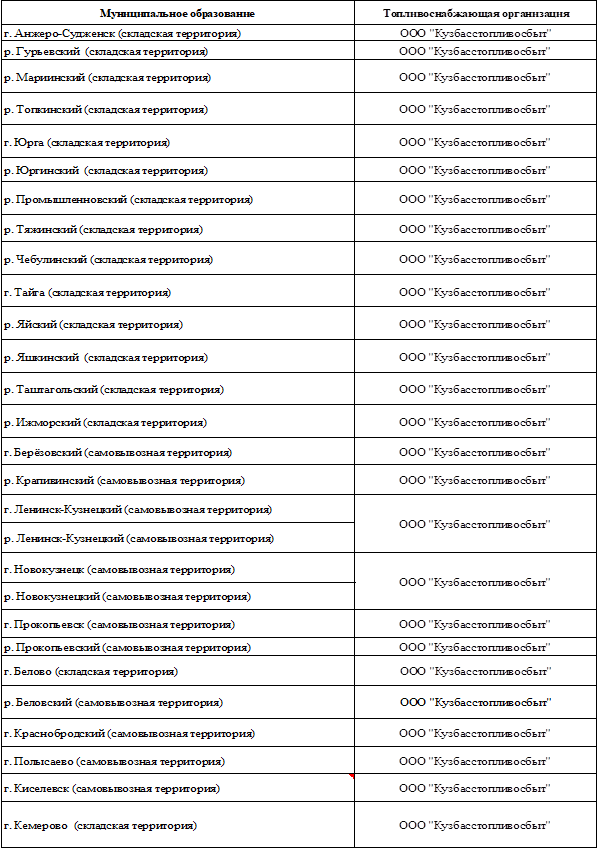 Муниципальное образование Топливоснабжающая организация
г. Анжеро-Судженск (складская территория) ООО "Кузбасстопливосбыт"
р. Гурьевский (складская территория) ООО "Кузбасстопливосбыт"
р. Мариинский (складская территория) ООО "Кузбасстопливосбыт"
р. Топкинский (складская территория) ООО "Кузбасстопливосбыт"
г. Юрга (складская территория) ООО "Кузбасстопливосбыт"
р. Юргинский (складская территория) ООО "Кузбасстопливосбыт"
р. Промышленновский (складская территория) ООО "Кузбасстопливосбыт"
р. Тяжинский (складская территория) ООО "Кузбасстопливосбыт"
р. Чебулинский (складская территория) ООО "Кузбасстопливосбыт"
г. Тайга (складская территория) ООО "Кузбасстопливосбыт"
р. Яйский (складская территория) ООО "Кузбасстопливосбыт"
р. Яшкинский (складская территория) ООО "Кузбасстопливосбыт"
р. Таштагольский (складская территория) ООО "Кузбасстопливосбыт"
р. Ижморский (складская территория) ООО "Кузбасстопливосбыт"
г. Берёзовский (самовывозная территория) ООО "Кузбасстопливосбыт"
р. Крапивинский (самовывозная территория) ООО "Кузбасстопливосбыт"
г. Ленинск-Кузнецкий (самовывозная территория)
ООО "Кузбасстопливосбыт"
р. Ленинск-Кузнецкий (самовывозная территория)
г. Новокузнецк (самовывозная территория)
ООО "Кузбасстопливосбыт"
р. Новокузнецкий (самовывозная территория)
г. Прокопьевск (самовывозная территория) ООО "Кузбасстопливосбыт"
р. Прокопьевский (самовывозная территория) ООО "Кузбасстопливосбыт"
г. Белово (складская территория) ООО "Кузбасстопливосбыт"
р. Беловский (самовывозная территория) ООО "Кузбасстопливосбыт"
г. Краснобродский (самовывозная территория) ООО "Кузбасстопливосбыт"
г. Полысаево (самовывозная территория) ООО "Кузбасстопливосбыт"
г. Киселевск (самовывозная территория) ООО "Кузбасстопливосбыт"
г. Кемерово (складская территория) ООО "Кузбасстопливосбыт"